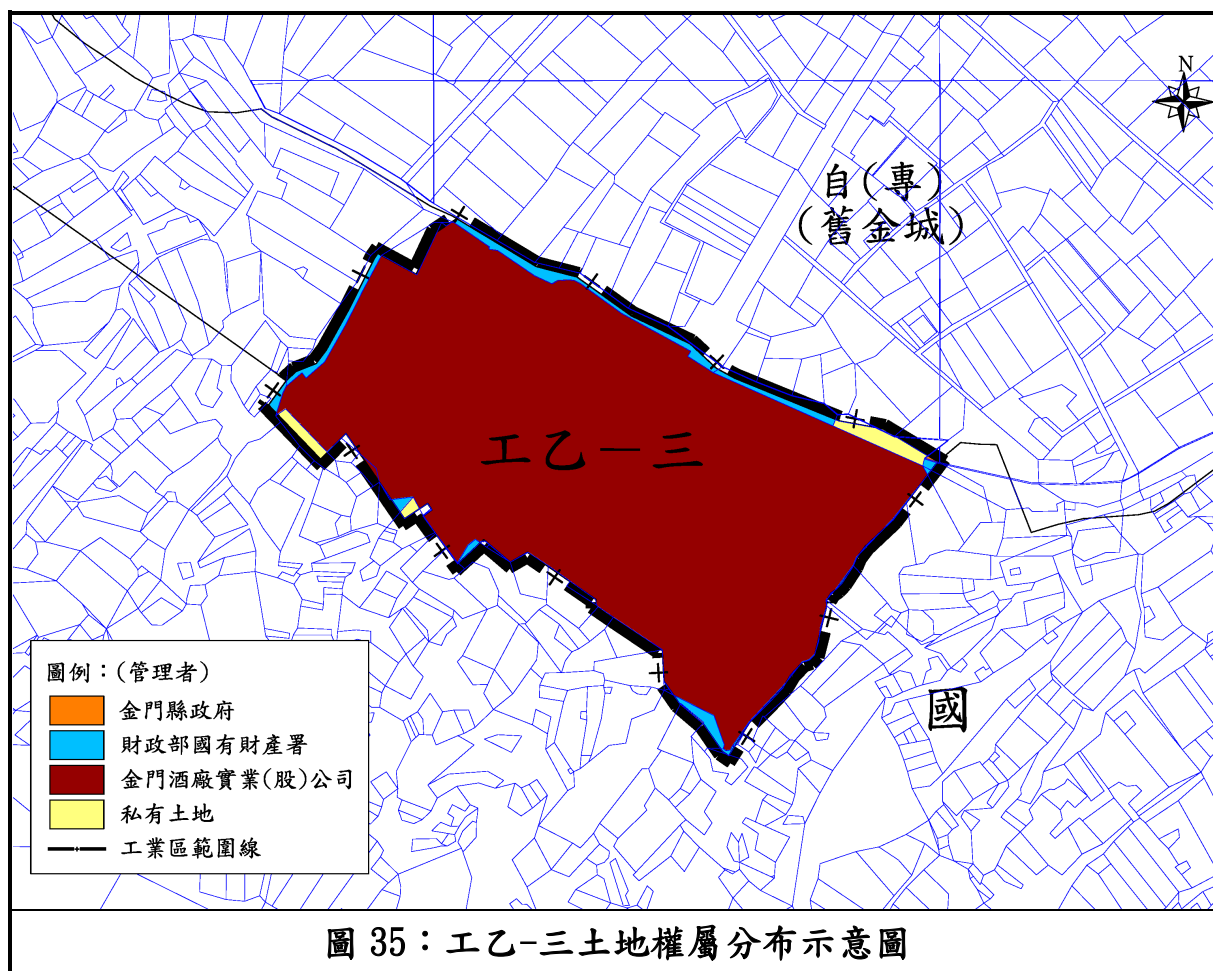 N
自(專)
(舊金城)
工乙－三
國
圖例：(管理者)
金門縣政府
財政部國有財產署
金門酒廠實業(股)公司
私有土地
工業區範圍線
圖 35：工乙-三土地權屬分布示意圖